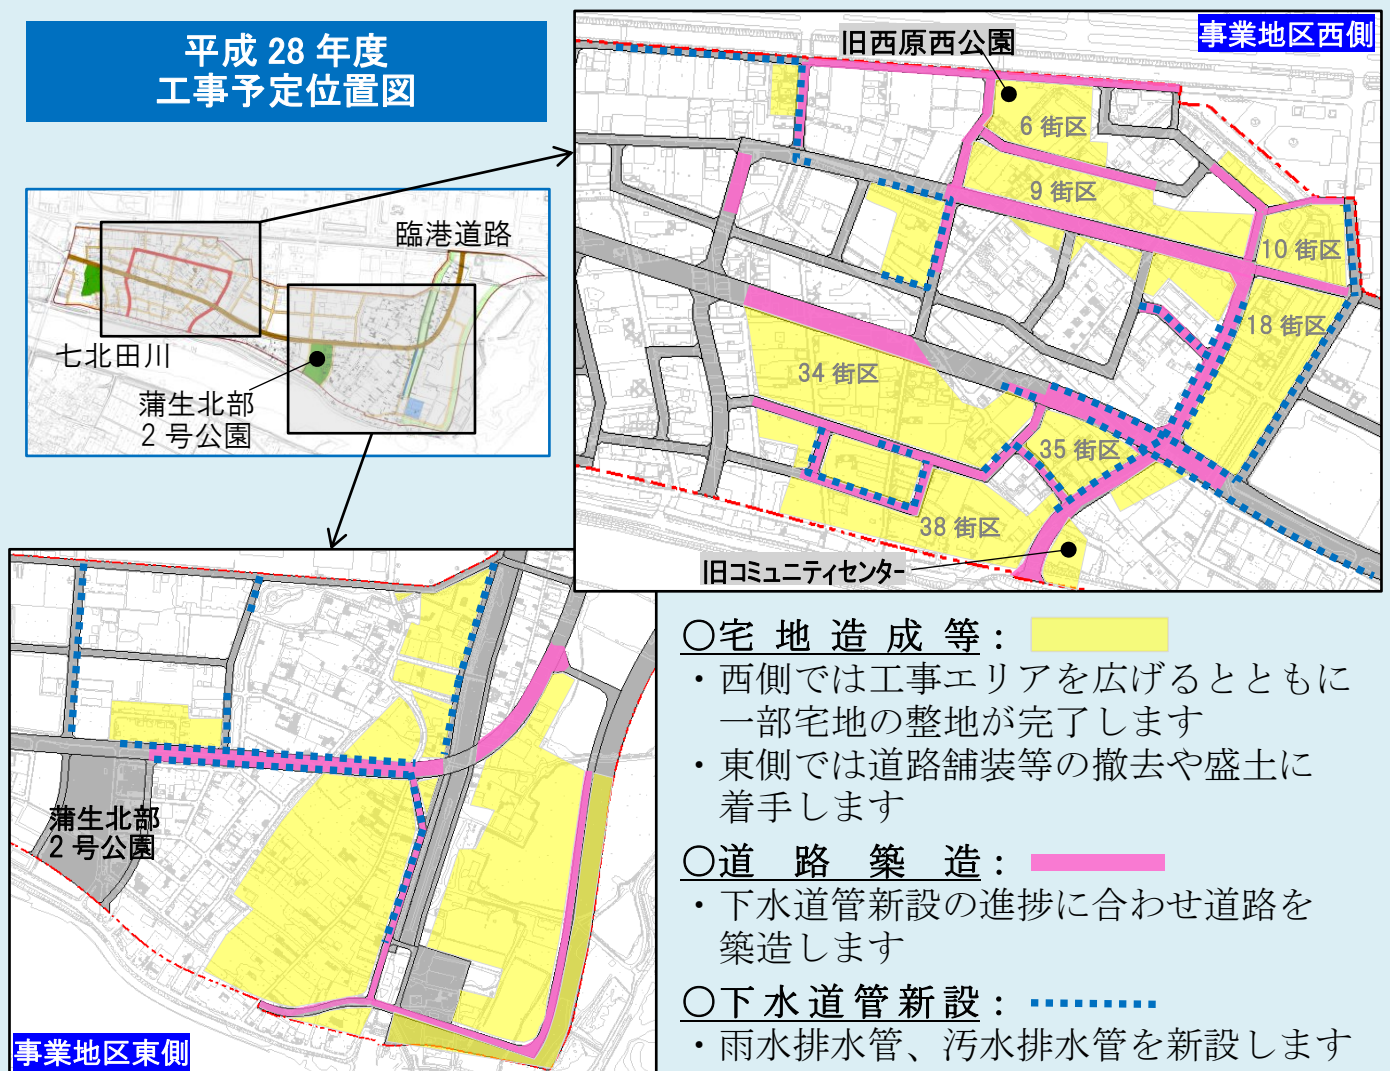 平成28年度
工事予定位置図
臨港道路
七北田川
蒲生北部
2号公園
事業地区西側
旧西原西公園
6街区
9街区
10街区
18街区
34街区
35街区
38街区
旧コミュニティセンター
蒲生北部
2号公園
事業地区東側
○宅地造成等:
・西側では工事エリアを広げるとともに
一部宅地の整地が完了します
・東側では道路舗装等の撤去や盛土に
着手します
○道路築造:
・下水道管新設の進捗に合わせ道路を
築造します
○下水道管新設:
・雨水排水管、汚水排水管を新設します